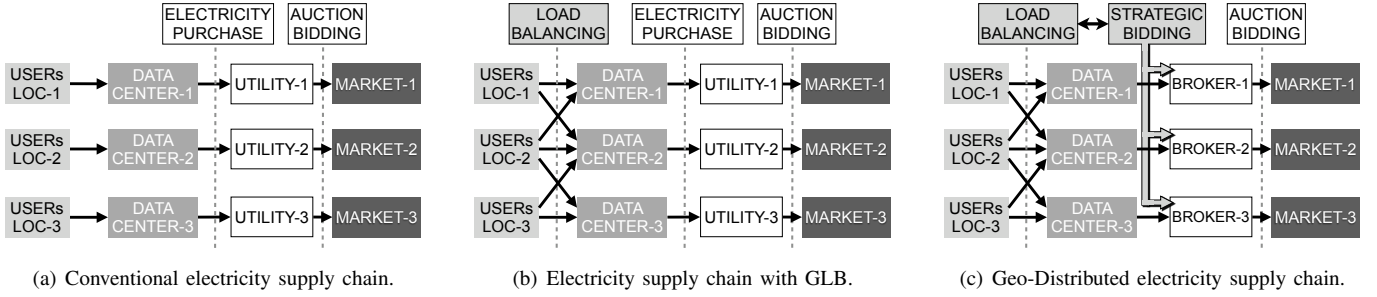 ELECTRICITY
PURCHASE
AUCTION
BIDDING
USERs
LOC-1
DATA
CENTER-1
UTILITY-1
MARKET-1
USERs
LOC-2
DATA
CENTER-2
UTILITY-2
MARKET-2
USERs
LOC-3
DATA
CENTER-3
UTILITY-3
MARKET-3
(a) Conventional electricity supply chain.
LOAD
BALANCING
ELECTRICITY
PURCHASE
AUCTION
BIDDING
USERs
LOC-1
DATA
CENTER-1
UTILITY-1
MARKET-1
USERs
LOC-2
DATA
CENTER-2
UTILITY-2
MARKET-2
USERs
LOC-3
DATA
CENTER-3
UTILITY-3
MARKET-3
(b) Electricity supply chain with GLB.
LOAD
BALANCING
STRATEGIC
BIDDING
AUCTION
BIDDING
USERs
LOC-1
DATA
CENTER-1
BROKER-1
MARKET-1
USERs
LOC-2
DATA
CENTER-2
BROKER-2
MARKET-2
USERs
LOC-3
DATA
CENTER-3
BROKER-3
MARKET-3
(c) Geo-Distributed electricity supply chain.